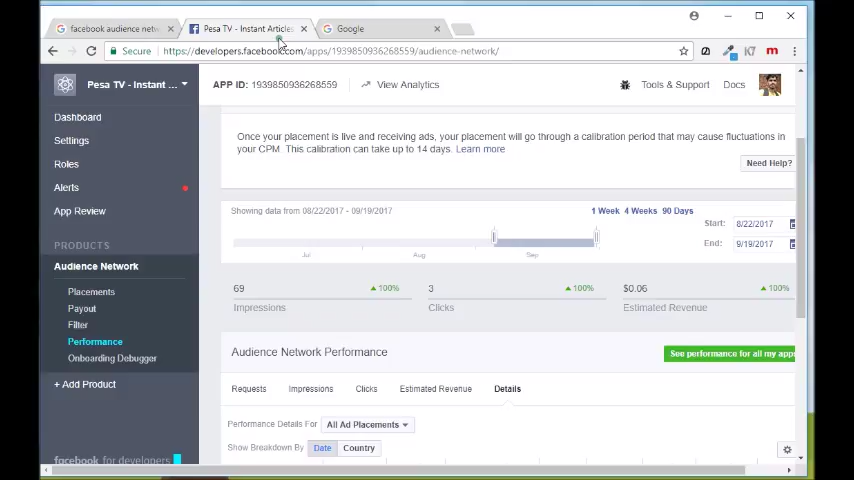 facebook audience netw
Pesa TV - Instant Articles
Google
Secure
https://developers.facebook.com/apps/1939850936268559/audience-network/
Pesa TV - Instant ...
APP ID: 1939850936268559
View Analytics
Tools & Support
Docs
Dashboard
Settings
Roles
Alerts
App Review
PRODUCTS
Audience Network
Placements
Payout
Filter
Performance
Onboarding Debugger
+ Add Product
facebook for developers
Once your placement is live and receiving ads, your placement will go through a calibration period that may cause fluctuations in
your CPM. This calibration can take up to 14 days. Learn more
Need Help?
Showing data from 08/22/2017 - 09/19/2017
1 Week 4 Weeks 90 Days
Start: 8/22/2017
End: 9/19/2017
Jul
Aug
Sep
69
100%
Impressions
3
100%
Clicks
$0.06
100%
Estimated Revenue
Audience Network Performance
See performance for all my apps
Requests
Impressions
Clicks
Estimated Revenue
Details
Performance Details For
All Ad Placements
Show Breakdown By
Date
Country